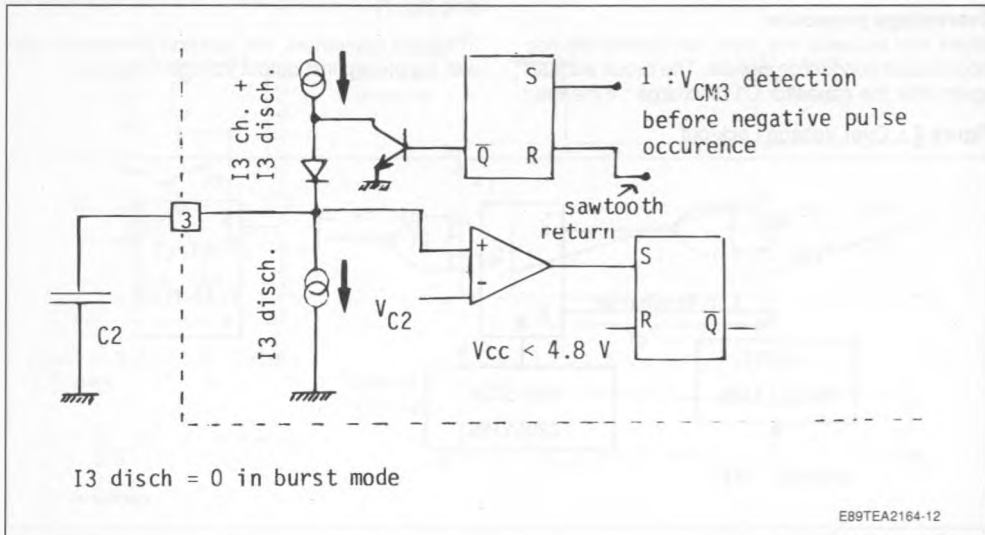 I3 ch. +
I3 disch.
S
Q̅
R
1 : V CM3 detection
before negative pulse
occurence
sawtooth
return
3
C2
I3 disch.
+
-
V C2
Vcc < 4.8 V
S
R
Q̅
I3 disch = 0 in burst mode
E89TEA2164-12